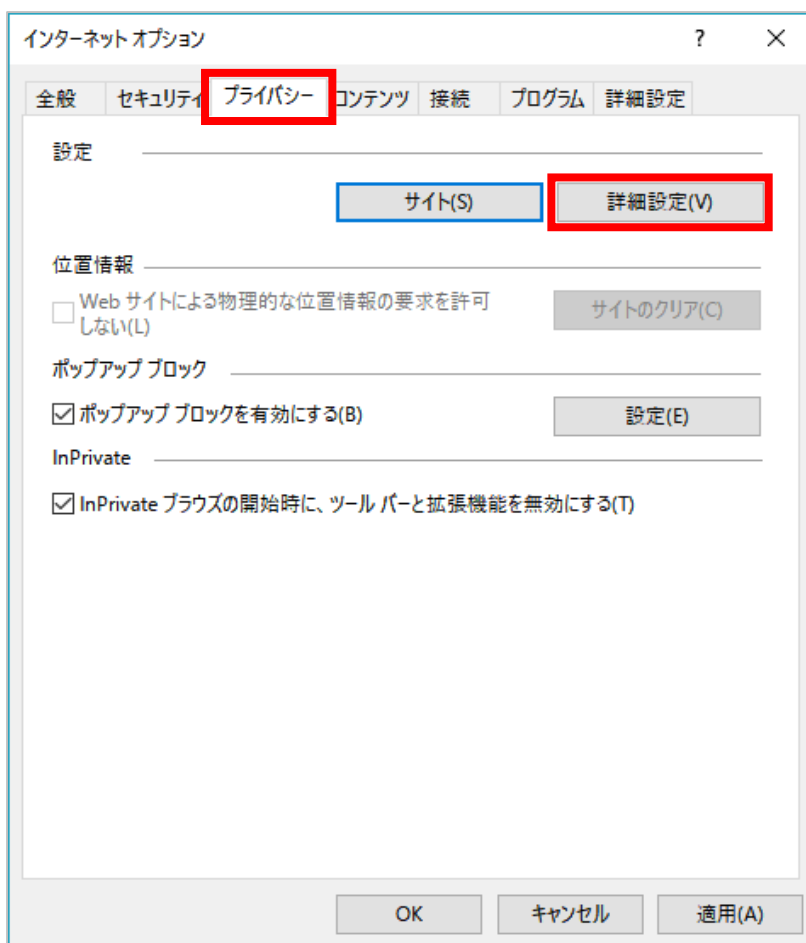 インターネット オプション ?
全般 セキュリティ プライバシー コンテンツ 接続 プログラム 詳細設定
設定
サイト(S) 詳細設定(V)
位置情報
Web サイトによる物理的な位置情報の要求を許可
しない(L)
サイトのクリア(C)
ポップアップ ブロック
ポップアップ ブロックを有効にする(B) 設定(E)
InPrivate
InPrivate ブラウズの開始時に、ツール バーと拡張機能を無効にする(T)
OK キャンセル 適用(A)